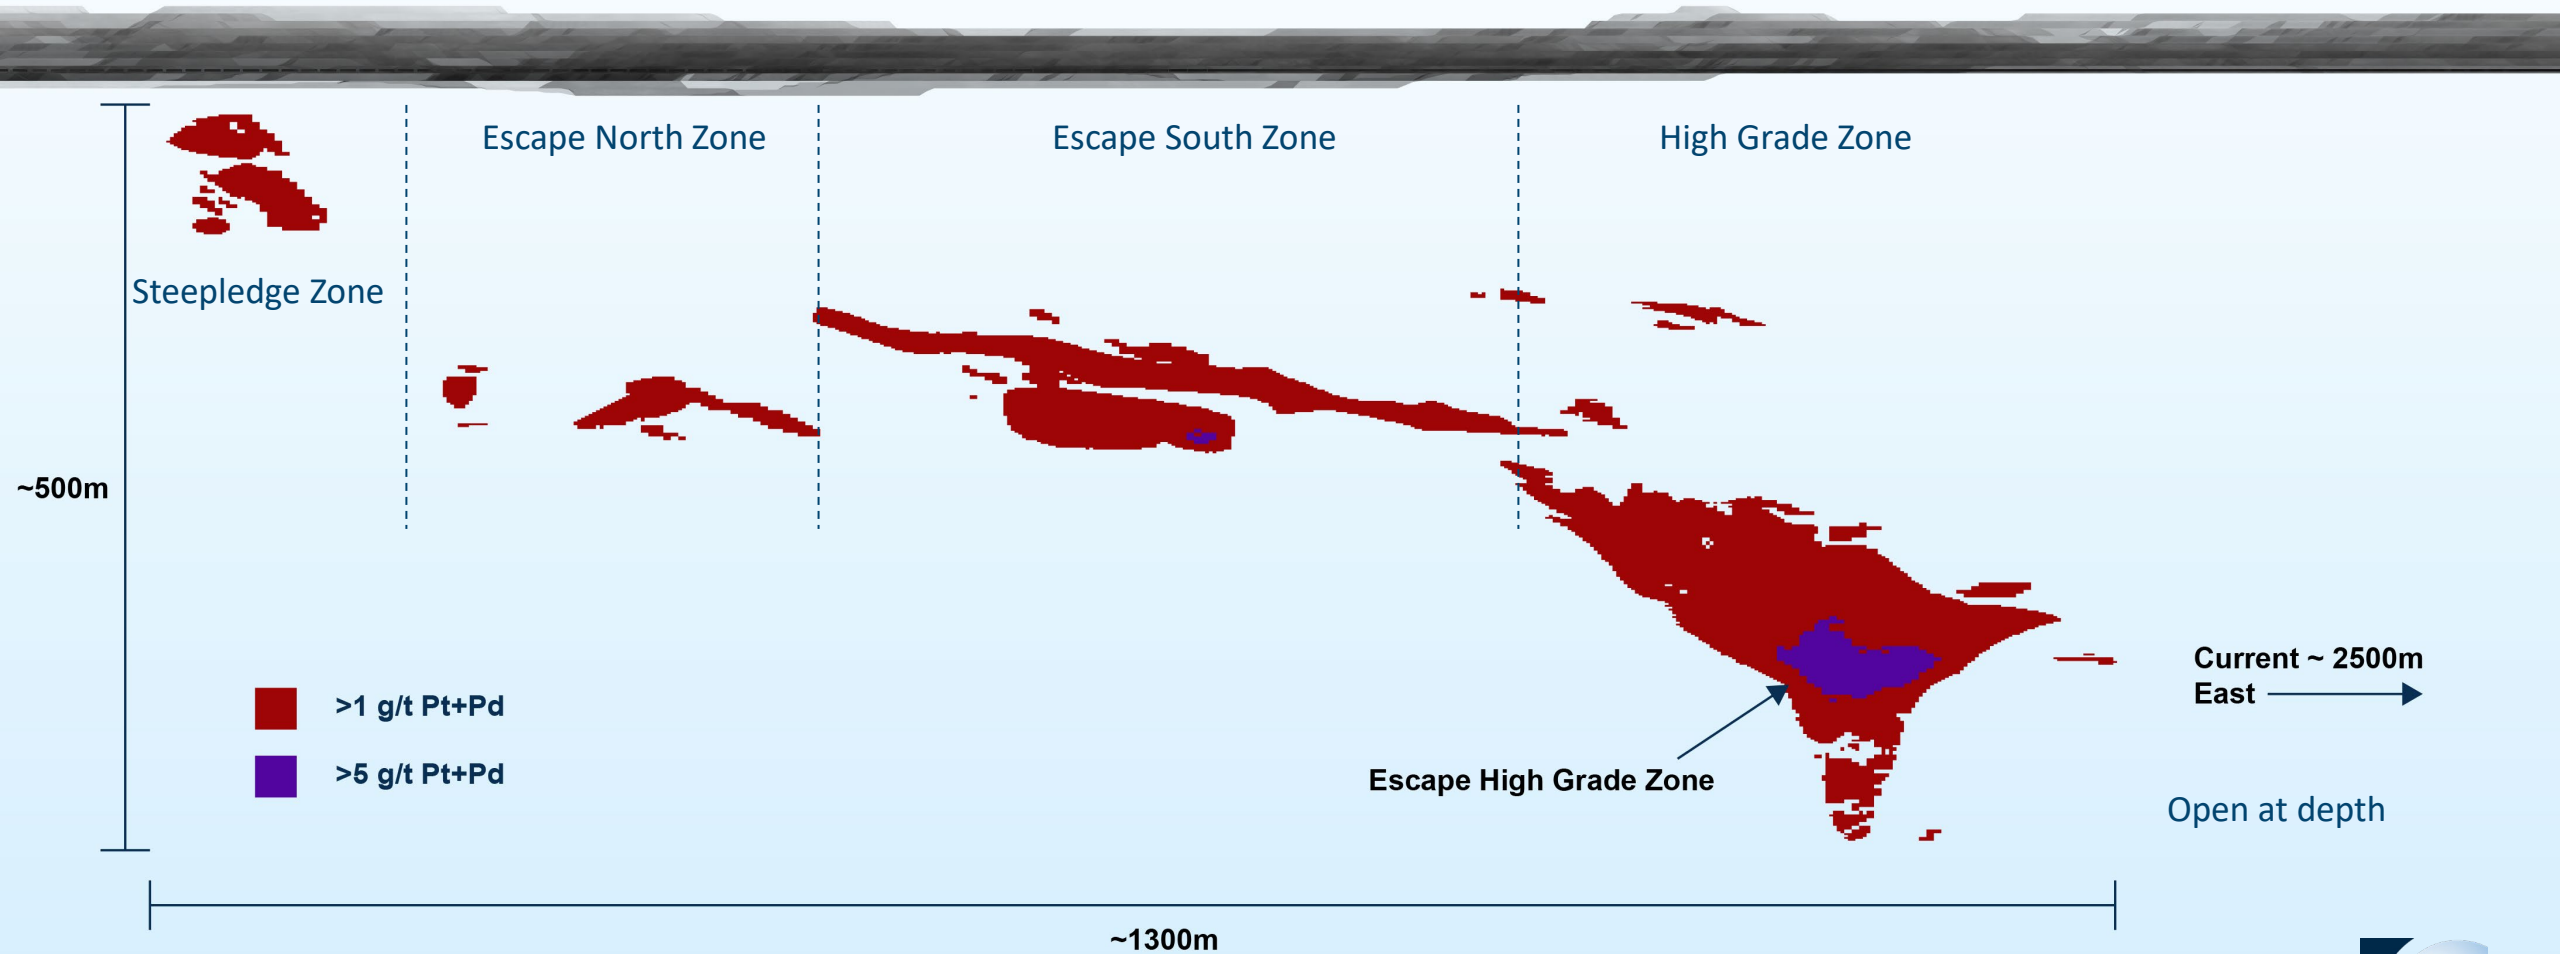 Escape North Zone
Escape South Zone
High Grade Zone
Steepledge Zone
~500m
>1 g/t Pt+Pd
>5 g/t Pt+Pd
Escape High Grade Zone
Current ~ 2500m
East
Open at depth
~1300m